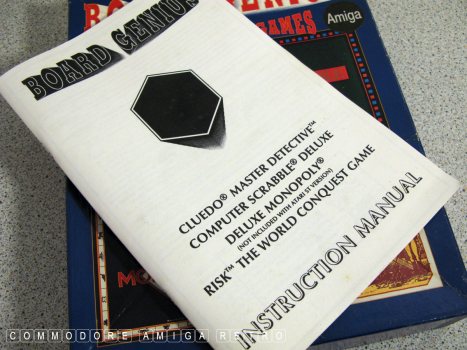 GAMES
Amiga
BOARD GENIUS
CLUEDO® MASTER DETECTIVE™
COMPUTER SCRABBLE® DELUXE
DELUXE MONOPOLY®
(NOT INCLUDED WITH ATARI ST VERSION)
RISK™ THE WORLD CONQUEST GAME
INSTRUCTION MANUAL
COMMODORE AMIGA RETRO